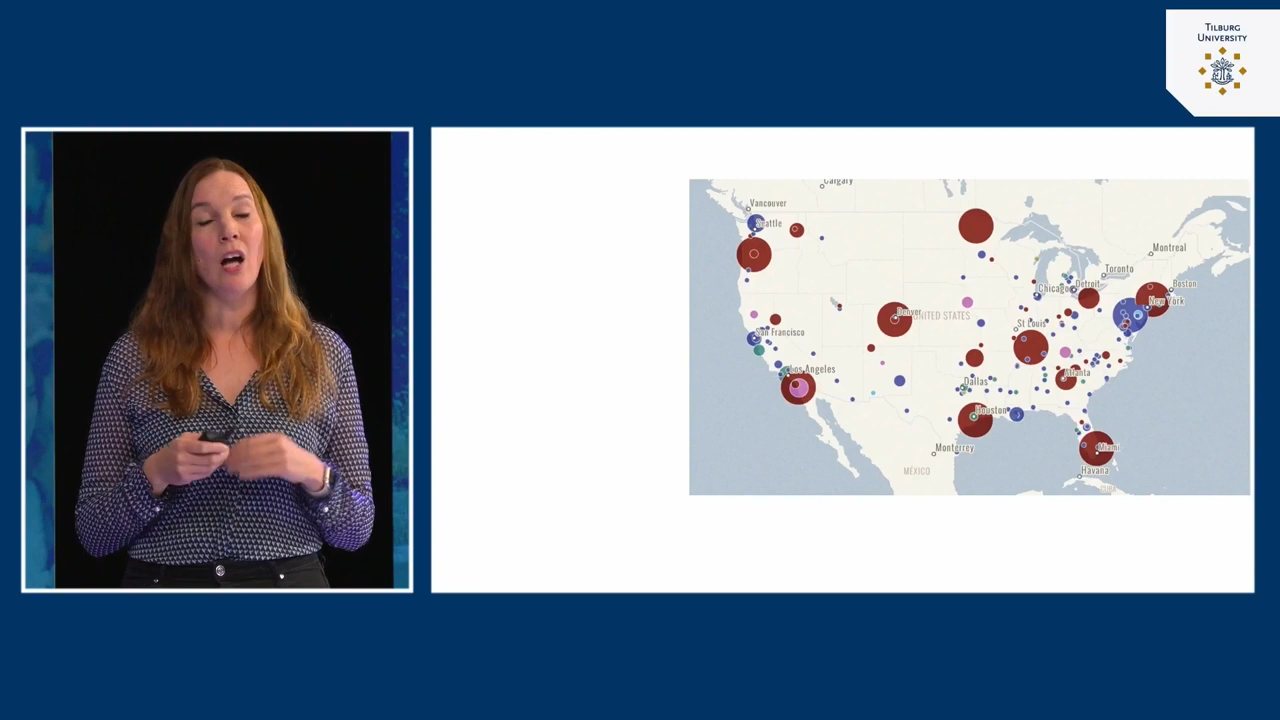 TILBURG
UNIVERSITY
Calgary
Vancouver
Seattle
Montreal
Toronto
Boston
Chicago
Detroit
New York
Denver
UNITED STATES
St Louis
San Francisco
Los Angeles
Atlanta
Dallas
Houston
Monterrey
Miami
MÉXICO
Havana
CUBA